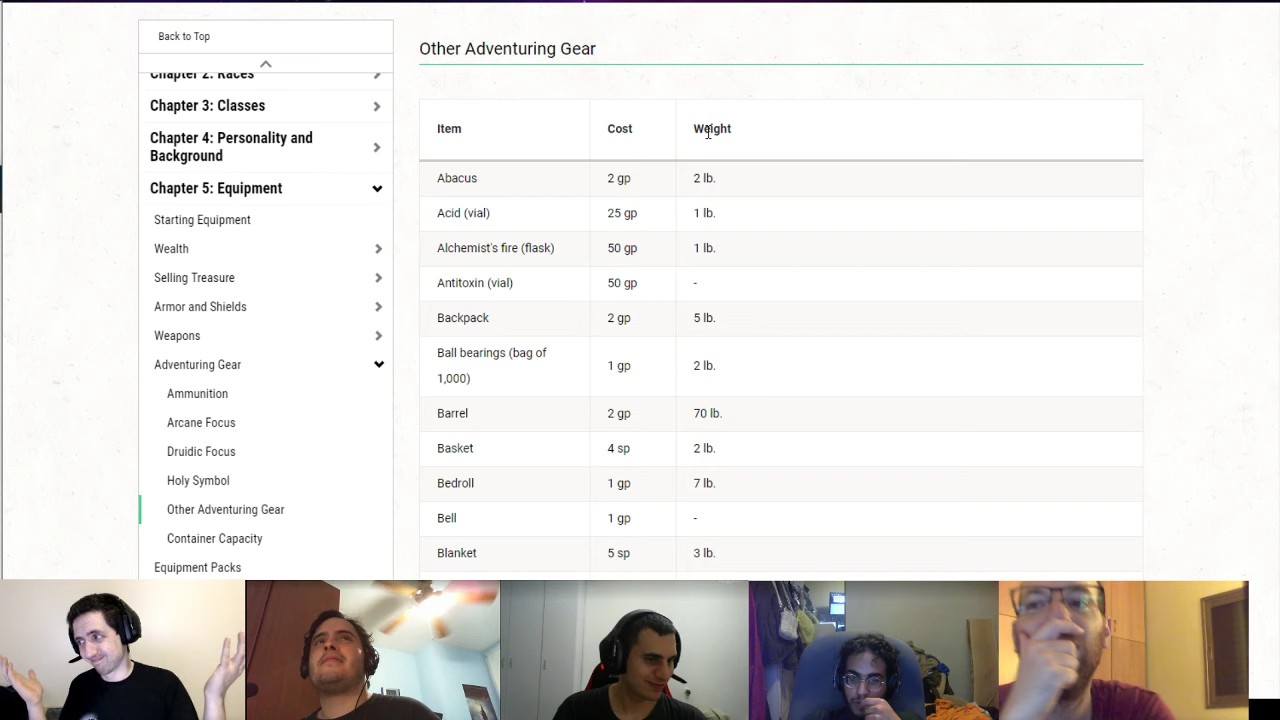 Back to Top
Chapter 2: Races
Chapter 3: Classes
Chapter 4: Personality and
Background
Chapter 5: Equipment
Starting Equipment
Wealth
Selling Treasure
Armor and Shields
Weapons
Adventuring Gear
Ammunition
Arcane Focus
Druidic Focus
Holy Symbol
Other Adventuring Gear
Container Capacity
Equipment Packs
Other Adventuring Gear
Item Cost Weight
Abacus 2 gp 2 lb.
Acid (vial) 25 gp 1 lb.
Alchemist's fire (flask) 50 gp 1 lb.
Antitoxin (vial) 50 gp -
Backpack 2 gp 5 lb.
Ball bearings (bag of
1,000) 1 gp 2 lb.
Barrel 2 gp 70 lb.
Basket 4 sp 2 lb.
Bedroll 1 gp 7 lb.
Bell 1 gp -
Blanket 5 sp 3 lb.